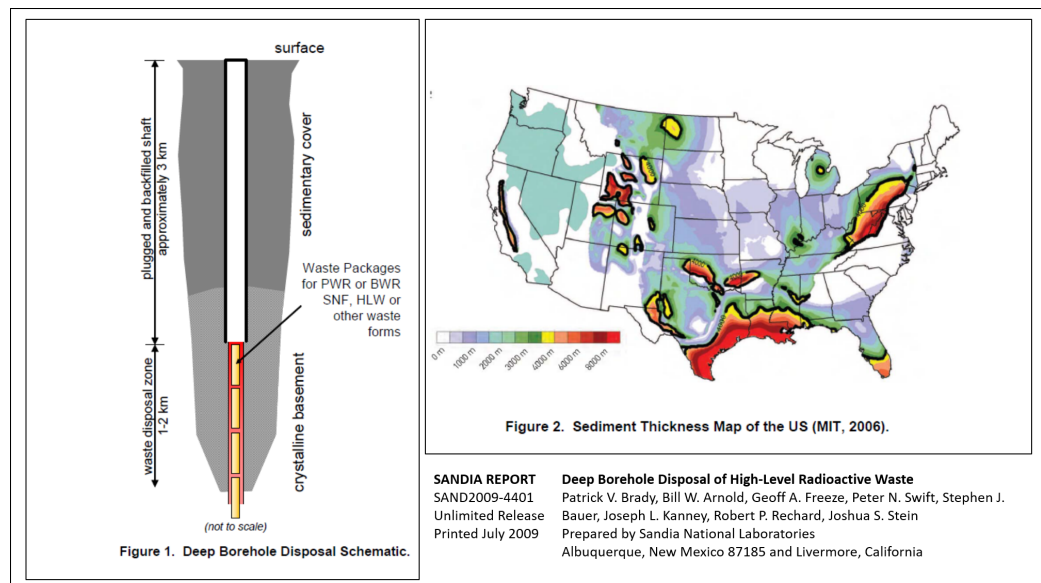 surface
plugged and backfilled shaft
approximately 3 km
sedimentary cover
Waste Packages
for PWR or BWR
SNF, HLW or
other waste
forms
waste disposal zone
1-2 km
crystalline basement
(not to scale)
Figure 1.  Deep Borehole Disposal Schematic.
0 m
1000 m
2000 m
3000 m
4000 m
6000 m
8000 m
Figure 2.  Sediment Thickness Map of the US (MIT, 2006).
SANDIA REPORT
SAND2009-4401
Unlimited Release
Printed July 2009
Deep Borehole Disposal of High-Level Radioactive Waste
Patrick V. Brady, Bill W. Arnold, Geoff A. Freeze, Peter N. Swift, Stephen J.
Bauer, Joseph L. Kanney, Robert P. Rechard, Joshua S. Stein
Prepared by Sandia National Laboratories
Albuquerque, New Mexico 87185 and Livermore, California